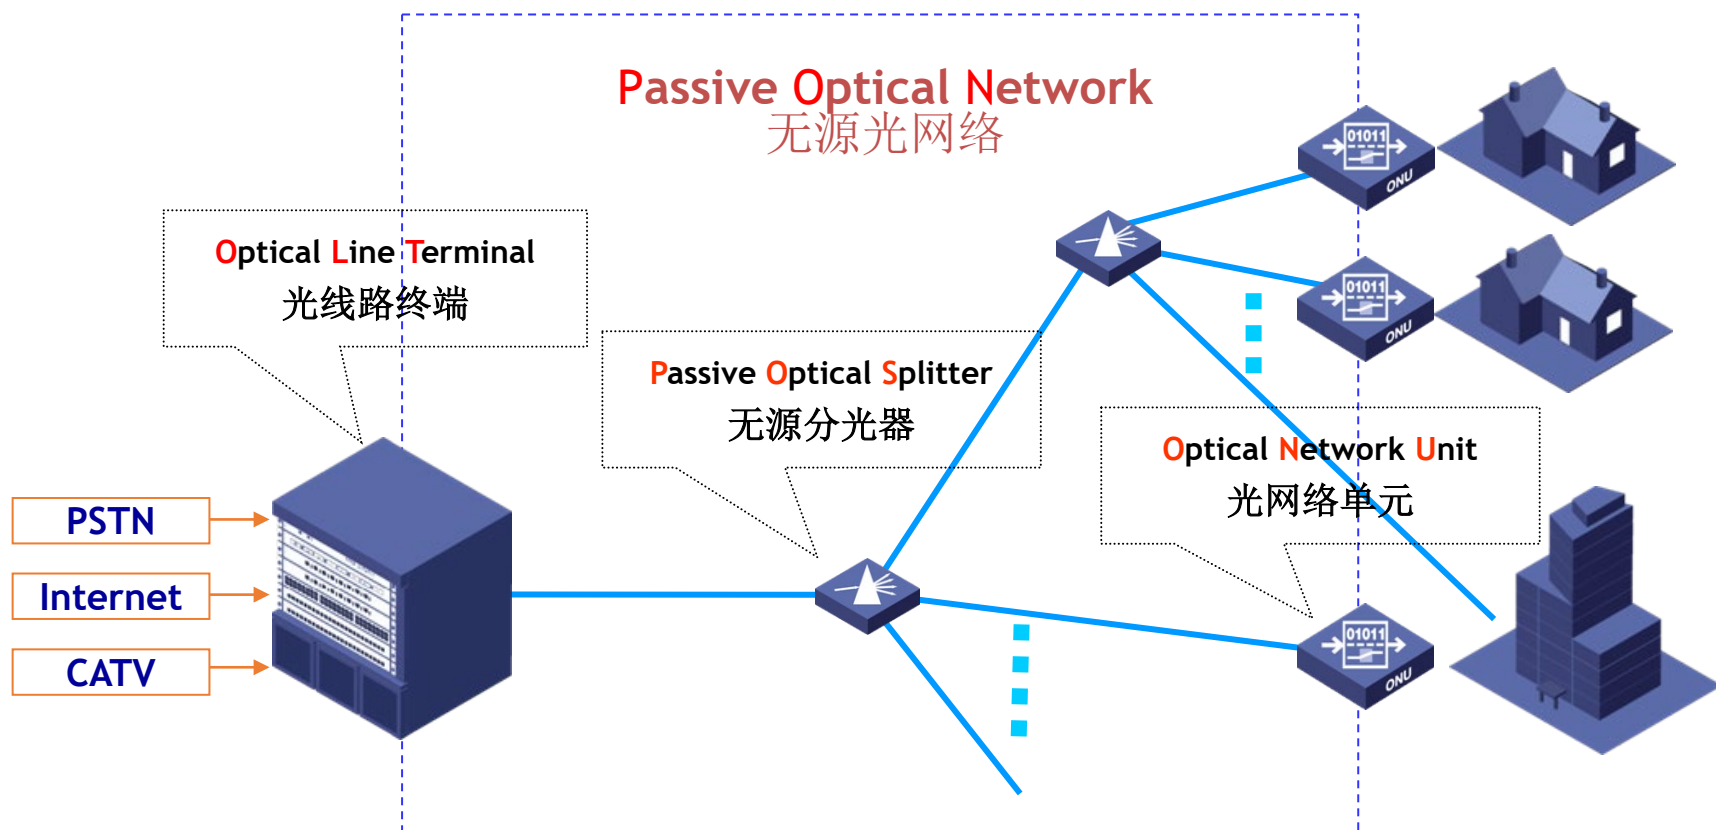 Passive Optical Network
无源光网络
01011
ONU
Optical Line Terminal
光线路终端
01011
ONU
Passive Optical Splitter
无源分光器
Optical Network Unit
光网络单元
PSTN
Internet
CATV
01011
ONU